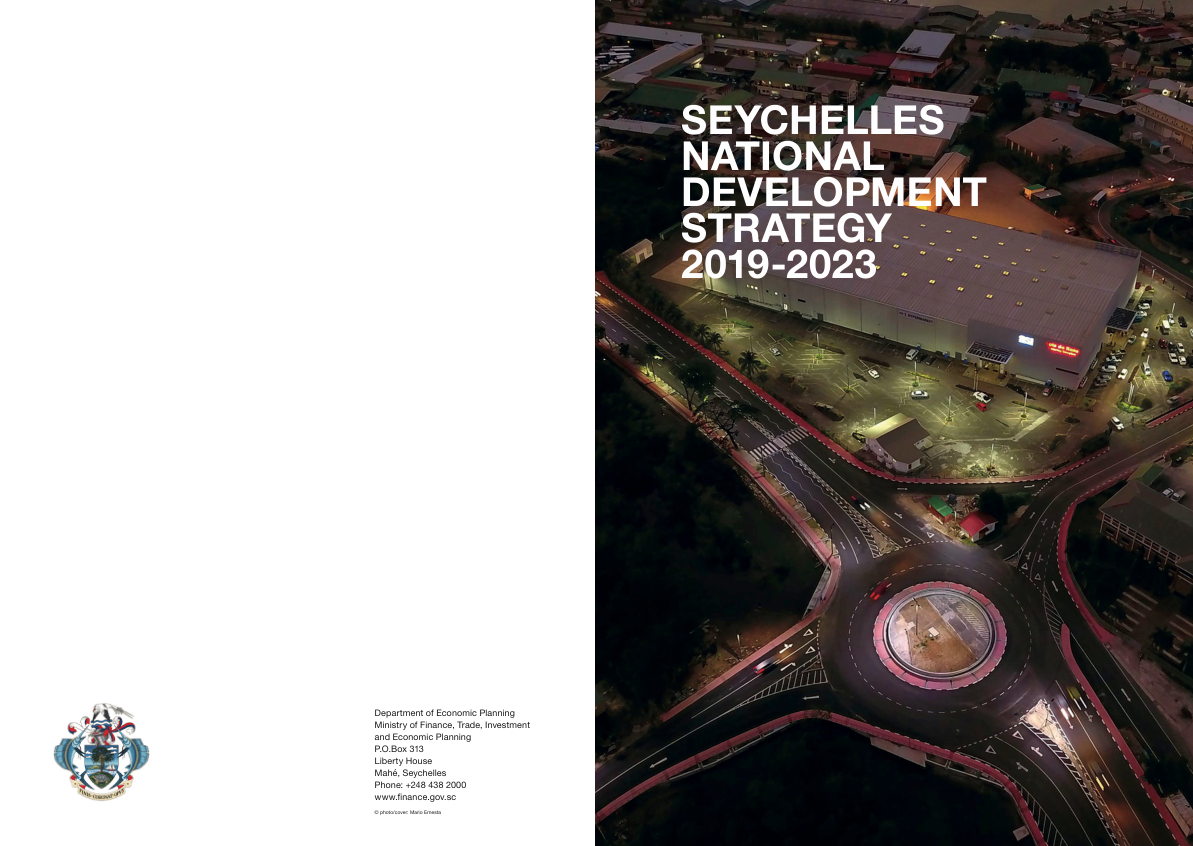 SEYCHELLES
NATIONAL
DEVELOPMENT
STRATEGY
2019-2023
Department of Economic Planning
Ministry of Finance, Trade, Investment
and Economic Planning
P.O.Box 313
Liberty House
Mahé, Seychelles
Phone: +248 438 2000
www.finance.gov.sc
© photo/cover: Mario Ernesta